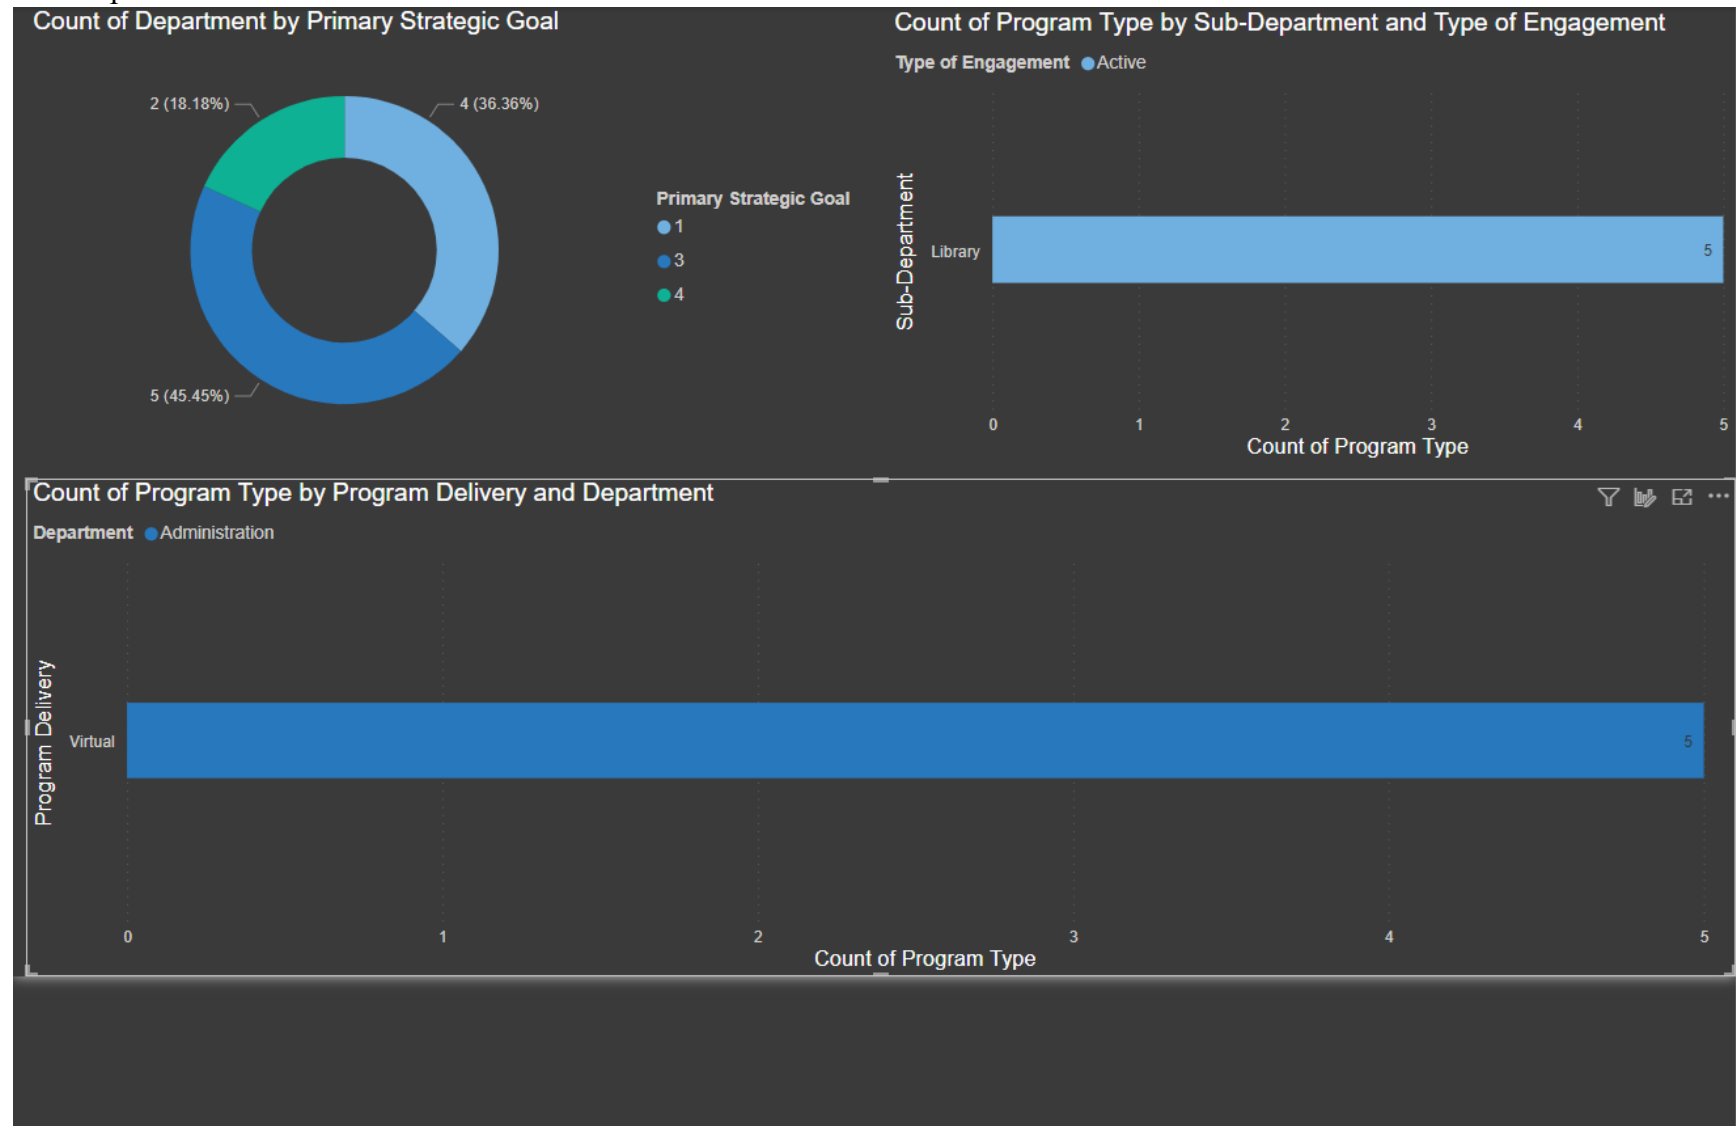 Count of Department by Primary Strategic Goal
2 (18.18%)
4 (36.36%)
5 (45.45%)
Primary Strategic Goal
1
3
4
Count of Program Type by Sub-Department and Type of Engagement
Type of Engagement Active
Sub-Department
Library
5
0 1 2 3 4 5
Count of Program Type
Count of Program Type by Program Delivery and Department
Department Administration
Program Delivery
Virtual
5
0 1 2 3 4 5
Count of Program Type